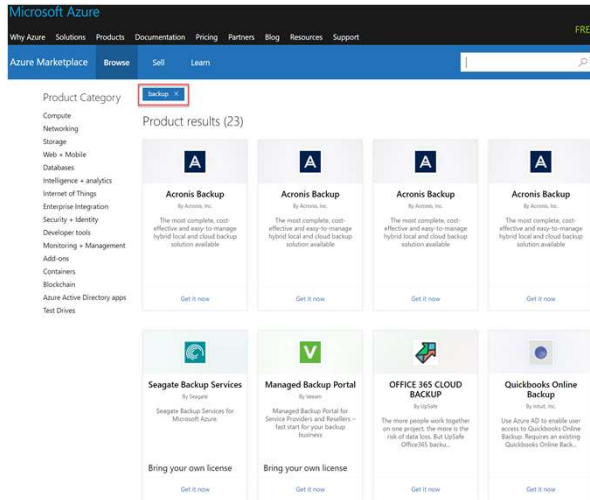 Microsoft Azure
FREE
Why Azure Solutions Products Documentation Pricing Partners Blog Resources Support
Azure Marketplace Browse Sell Learn
Product Category
backup ×
Compute
Networking
Storage
Web + Mobile
Databases
Intelligence + analytics
Internet of Things
Enterprise Integration
Security + Identity
Developer tools
Monitoring + Management
Add-ons
Containers
Blockchain
Azure Active Directory apps
Test Drives
Product results (23)
A
Acronis Backup
By Acronis, Inc.
The most complete, cost-
effective and easy-to-manage
hybrid local and cloud backup
solution available
Get it now
A
Acronis Backup
By Acronis, Inc.
The most complete, cost-
effective and easy-to-manage
hybrid local and cloud backup
solution available
Get it now
A
Acronis Backup
By Acronis, Inc.
The most complete, cost-
effective and easy-to-manage
hybrid local and cloud backup
solution available
Get it now
A
Acronis Backup
By Acronis, Inc.
The most complete, cost-
effective and easy-to-manage
hybrid local and cloud backup
solution available
Get it now
Seagate Backup Services
By Seagate
Seagate Backup Services for
Microsoft Azure
Bring your own license
Get it now
V
Managed Backup Portal
By Veeam
Managed Backup Portal for
Service Providers and Resellers –
fast start for your backup
business
Bring your own license
Get it now
OFFICE 365 CLOUD
BACKUP
By UpSafe
The more people work together
on one project, the more is the
risk of data loss. But UpSafe
Office365 backu...
Get it now
Quickbooks Online
Backup
By Intuit, Inc.
Use Azure AD to enable user
access to Quickbooks Online
Backup. Requires an existing
Quickbooks Online Back...
Get it now